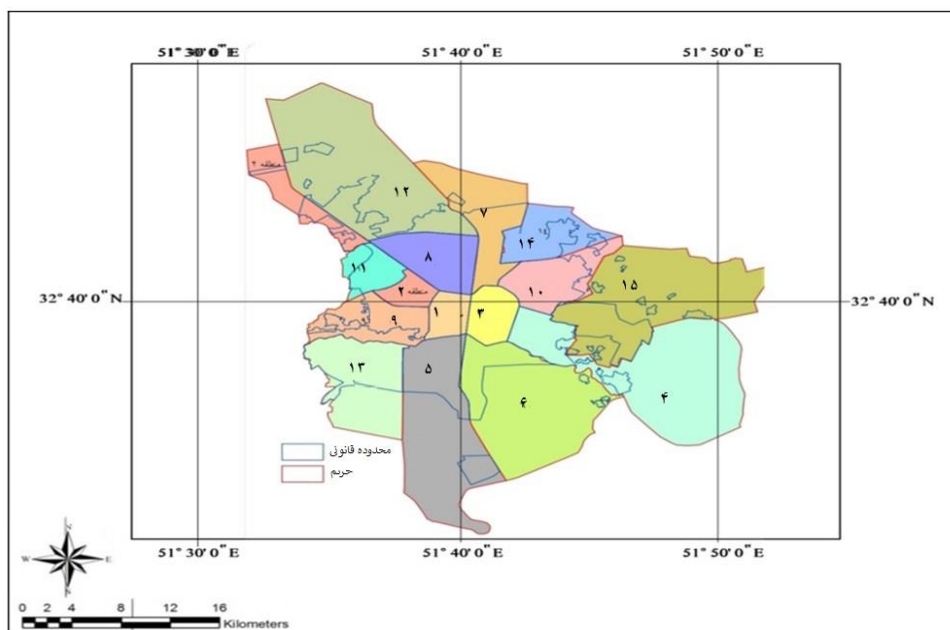 51° 30' 0"E 51° 40' 0"E 51° 50' 0"E
منطقه ۲
۱۲
۷
۱۴
۸
۱۱
۱۵
منطقه ۲
۱۰
32° 40' 0"N 32° 40' 0"N
۱
۳
۹
۱۳
۵
۴
۶
محدوده قانونی
حریم
51° 30' 0"E 51° 40' 0"E 51° 50' 0"E
N
W E
S
0 2 4 8 12 16
Kilometers